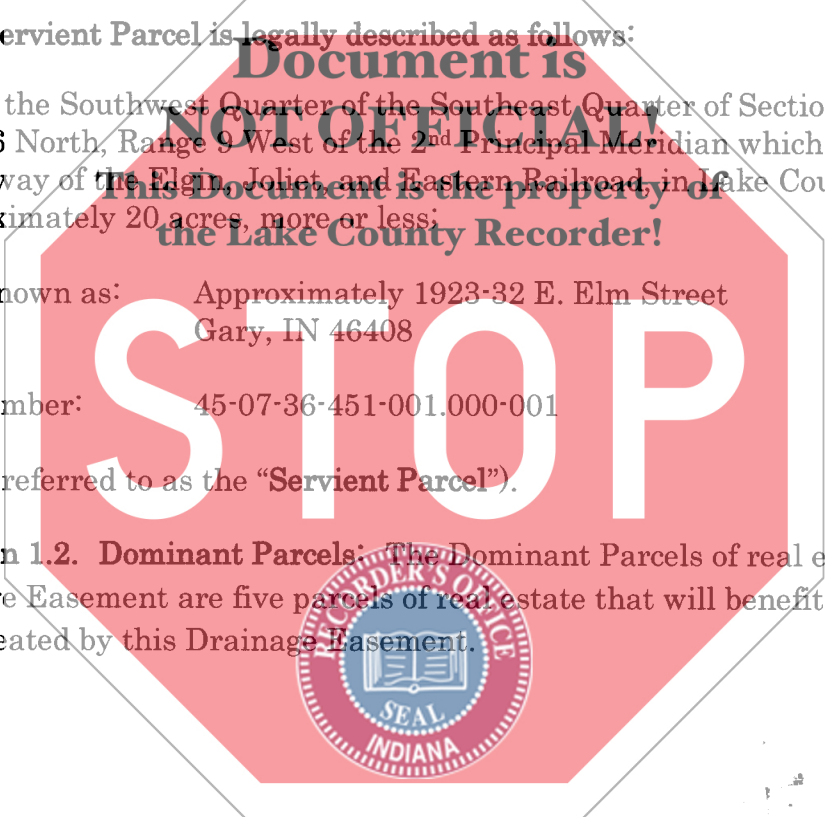 ervient Parcel is legally described as follows:
Document is
the Southwest Quarter of the Southeast Quarter of Sectio
NOT OFFICIAL!
6 North, Range 9 West of the 2nd Principal Meridian which
way of the Elgin, Joliet, and Eastern Railroad, in Lake Cou
This Document is the property of
ximately 20 acres, more or less;
the Lake County Recorder!
nown as: Approximately 1923-32 E. Elm Street
Gary, IN 46408
STOP
mber: 45-07-36-451-001.000-001
referred to as the “Servient Parcel”).
n 1.2. Dominant Parcels: The Dominant Parcels of real e
e Easement are five parcels of real estate that will benefit
eated by this Drainage Easement.
RECORDER'S OFFICE
SEAL
INDIANA